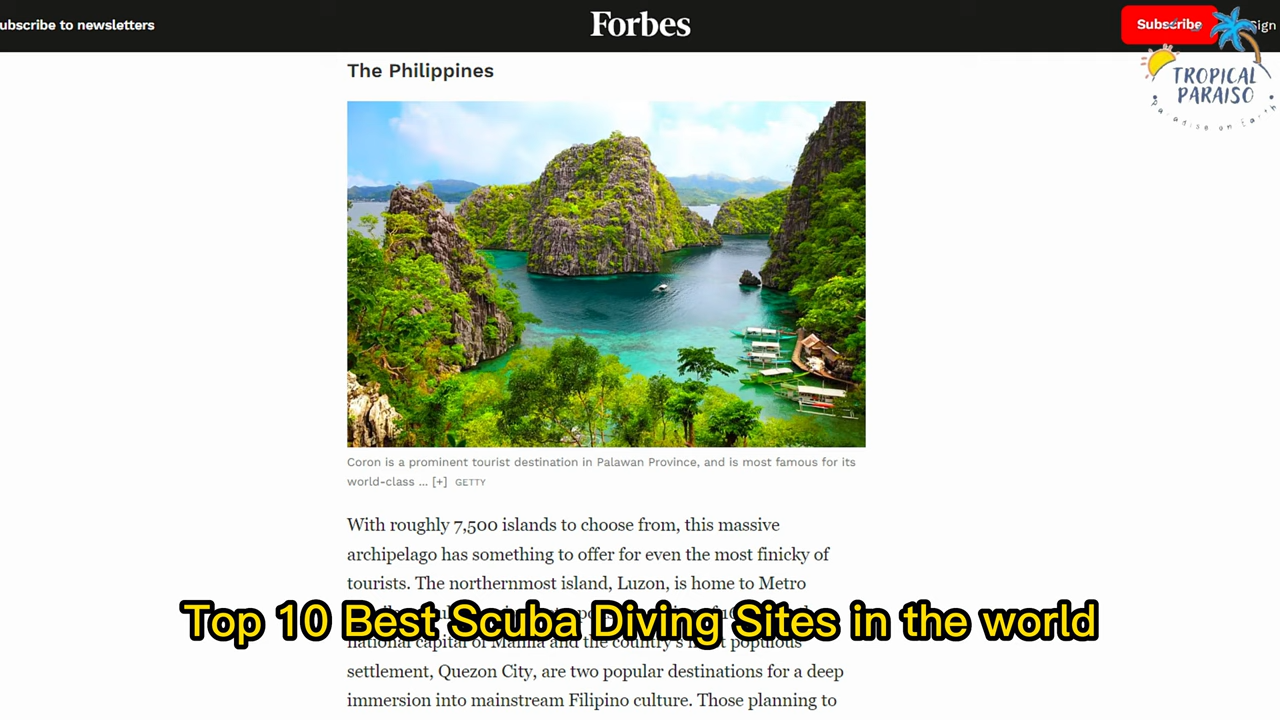 ubscribe to newsletters
Forbes
Subscribe
Sign
TROPICAL
PARAISO
Paradise on Earth
The Philippines
Coron is a prominent tourist destination in Palawan Province, and is most famous for its
world-class ... [+] GETTY
With roughly 7,500 islands to choose from, this massive
archipelago has something to offer for even the most finicky of
tourists. The northernmost island, Luzon, is home to Metro
Top 10 Best Scuba Diving Sites in the world
national capital of Manila and the country's most populous
settlement, Quezon City, are two popular destinations for a deep
immersion into mainstream Filipino culture. Those planning to